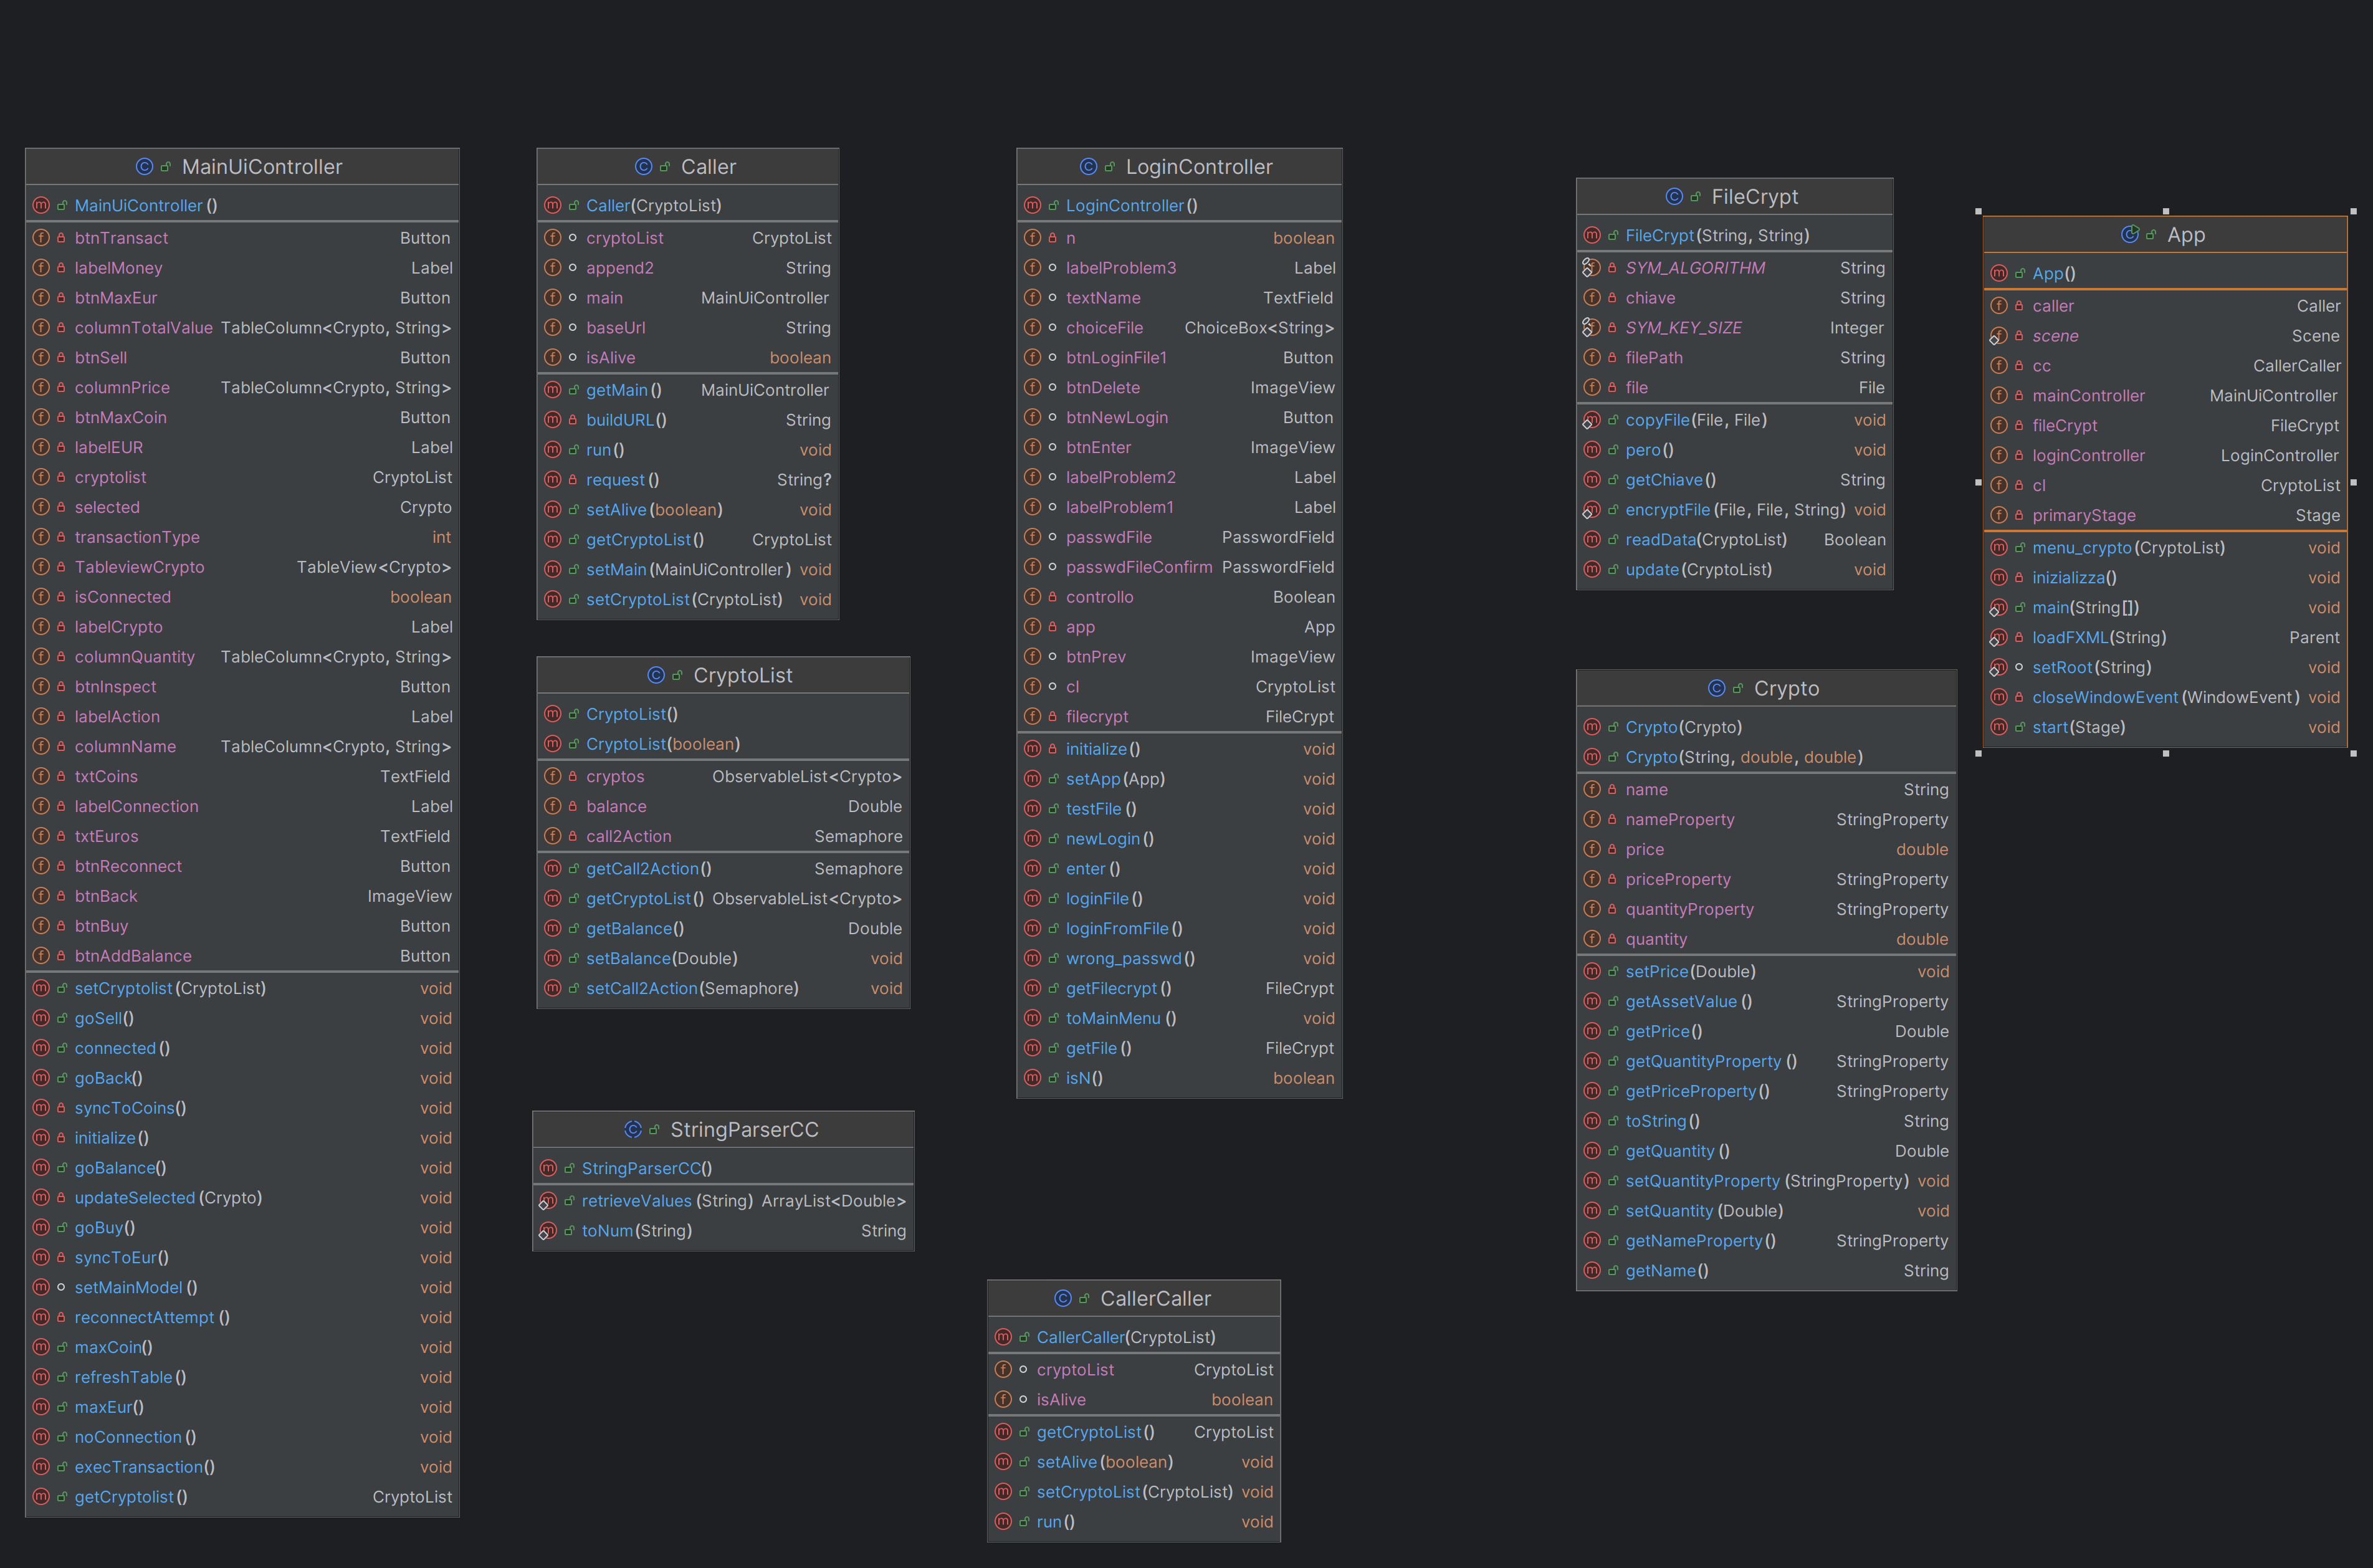 MainUiController
MainUiController()
btnTransact Button
labelMoney Label
btnMaxEur Button
columnTotalValue TableColumn<Crypto, String>
btnSell Button
columnPrice TableColumn<Crypto, String>
btnMaxCoin Button
labelEUR Label
cryptolist CryptoList
selected Crypto
transactionType int
TableviewCrypto TableView<Crypto>
isConnected boolean
labelCrypto Label
columnQuantity TableColumn<Crypto, String>
btnInspect Button
labelAction Label
columnName TableColumn<Crypto, String>
txtCoins TextField
labelConnection Label
txtEuros TextField
btnReconnect Button
btnBack ImageView
btnBuy Button
btnAddBalance Button
setCryptolist(CryptoList) void
goSell() void
connected() void
goBack() void
syncToCoins() void
initialize() void
goBalance() void
updateSelected(Crypto) void
goBuy() void
syncToEur() void
setMainModel() void
reconnectAttempt() void
maxCoin() void
refreshTable() void
maxEur() void
noConnection() void
execTransaction() void
getCryptolist() CryptoList
Caller
Caller(CryptoList)
cryptoList CryptoList
append2 String
main MainUiController
baseUrl String
isAlive boolean
getMain() MainUiController
buildURL() String
run() void
request() String?
setAlive(boolean) void
getCryptoList() CryptoList
setMain(MainUiController) void
setCryptoList(CryptoList) void
CryptoList
CryptoList()
CryptoList(boolean)
cryptos ObservableList<Crypto>
balance Double
call2Action Semaphore
getCall2Action() Semaphore
getCryptoList() ObservableList<Crypto>
getBalance() Double
setBalance(Double) void
setCall2Action(Semaphore) void
StringParserCC
StringParserCC()
retrieveValues(String) ArrayList<Double>
toNum(String) String
LoginController
LoginController()
n boolean
labelProblem3 Label
textName TextField
choiceFile ChoiceBox<String>
btnLoginFile1 Button
btnDelete ImageView
btnNewLogin Button
btnEnter ImageView
labelProblem2 Label
labelProblem1 Label
passwdFile PasswordField
passwdFileConfirm PasswordField
controllo Boolean
app App
btnPrev ImageView
cl CryptoList
filecrypt FileCrypt
initialize() void
setApp(App) void
testFile() void
newLogin() void
enter() void
loginFile() void
loginFromFile() void
wrong_passwd() void
getFilecrypt() FileCrypt
toMainMenu() void
getFile() FileCrypt
isN() boolean
CallerCaller
CallerCaller(CryptoList)
cryptoList CryptoList
isAlive boolean
getCryptoList() CryptoList
setAlive(boolean) void
setCryptoList(CryptoList) void
run() void
FileCrypt
FileCrypt(String, String)
SYM_ALGORITHM String
chiave String
SYM_KEY_SIZE Integer
filePath String
file File
copyFile(File, File) void
pero() void
getChiave() String
encryptFile(File, File, String) void
readData(CryptoList) Boolean
update(CryptoList) void
Crypto
Crypto(Crypto)
Crypto(String, double, double)
name String
nameProperty StringProperty
price double
priceProperty StringProperty
quantityProperty StringProperty
quantity double
setPrice(Double) void
getAssetValue() StringProperty
getPrice() Double
getQuantityProperty() StringProperty
getPriceProperty() StringProperty
toString() String
getQuantity() Double
setQuantityProperty(StringProperty) void
setQuantity(Double) void
getNameProperty() StringProperty
getName() String
App
App()
caller Caller
scene Scene
cc CallerCaller
mainController MainUiController
fileCrypt FileCrypt
loginController LoginController
cl CryptoList
primaryStage Stage
menu_crypto(CryptoList) void
inizializza() void
main(String[]) void
loadFXML(String) Parent
setRoot(String) void
closeWindowEvent(WindowEvent) void
start(Stage) void